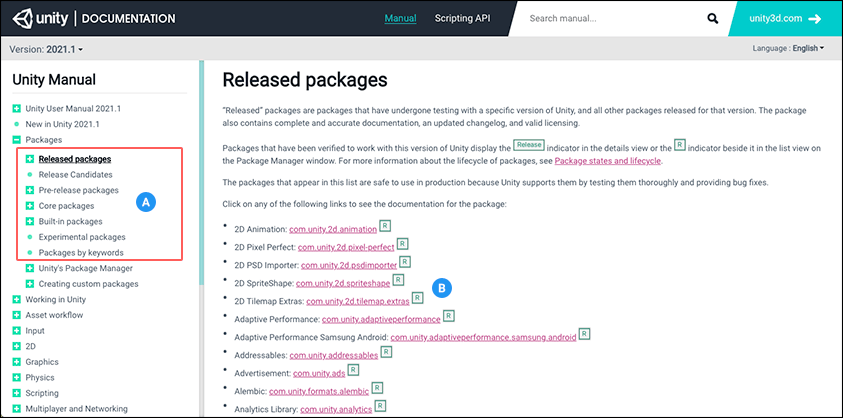 unity | DOCUMENTATION
Manual
Scripting API
Search manual...
unity3d.com
Version: 2021.1
Language : English
Unity Manual
Unity User Manual 2021.1
New in Unity 2021.1
Packages
Released packages
Release Candidates
Pre-release packages
Core packages
Built-in packages
Experimental packages
Packages by keywords
A
Unity's Package Manager
Creating custom packages
Working in Unity
Asset workflow
Input
2D
Graphics
Physics
Scripting
Multiplayer and Networking
Released packages
"Released" packages are packages that have undergone testing with a specific version of Unity, and all other packages released for that version. The package
also contains complete and accurate documentation, an updated changelog, and valid licensing.
Packages that have been verified to work with this version of Unity display the Release indicator in the details view or the R indicator beside it in the list view on
the Package Manager window. For more information about the lifecycle of packages, see Package states and lifecycle.
The packages that appear in this list are safe to use in production because Unity supports them by testing them thoroughly and providing bug fixes.
Click on any of the following links to see the documentation for the package:
• 2D Animation: com.unity.2d.animation R
• 2D Pixel Perfect: com.unity.2d.pixel-perfect R
• 2D PSD Importer: com.unity.2d.psdimporter R
• 2D SpriteShape: com.unity.2d.spriteshape R
B
• 2D Tilemap Extras: com.unity.2d.tilemap.extras R
• Adaptive Performance: com.unity.adaptiveperformance R
• Adaptive Performance Samsung Android: com.unity.adaptiveperformance.samsung.android R
• Addressables: com.unity.addressables R
• Advertisement: com.unity.ads R
• Alembic: com.unity.formats.alembic R
• Analytics Library: com.unity.analytics R